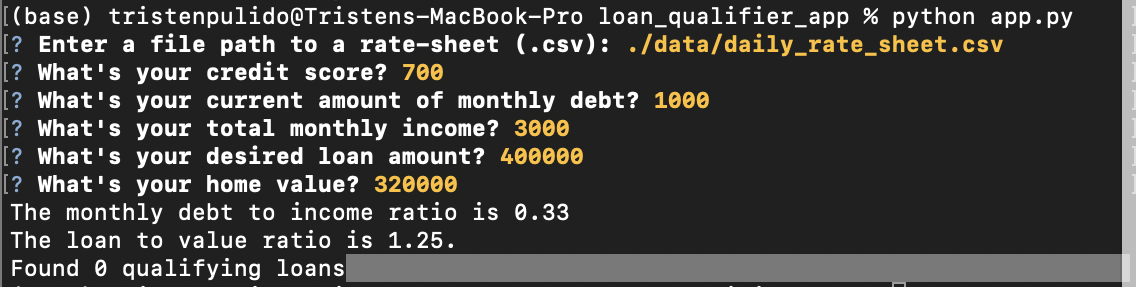 (base) tristenpulido@Tristens-MacBook-Pro loan_qualifier_app % python app.py
[? Enter a file path to a rate-sheet (.csv): ./data/daily_rate_sheet.csv
[? What's your credit score? 700
[? What's your current amount of monthly debt? 1000
[? What's your total monthly income? 3000
[? What's your desired loan amount? 400000
[? What's your home value? 320000
The monthly debt to income ratio is 0.33
The loan to value ratio is 1.25.
Found 0 qualifying loans